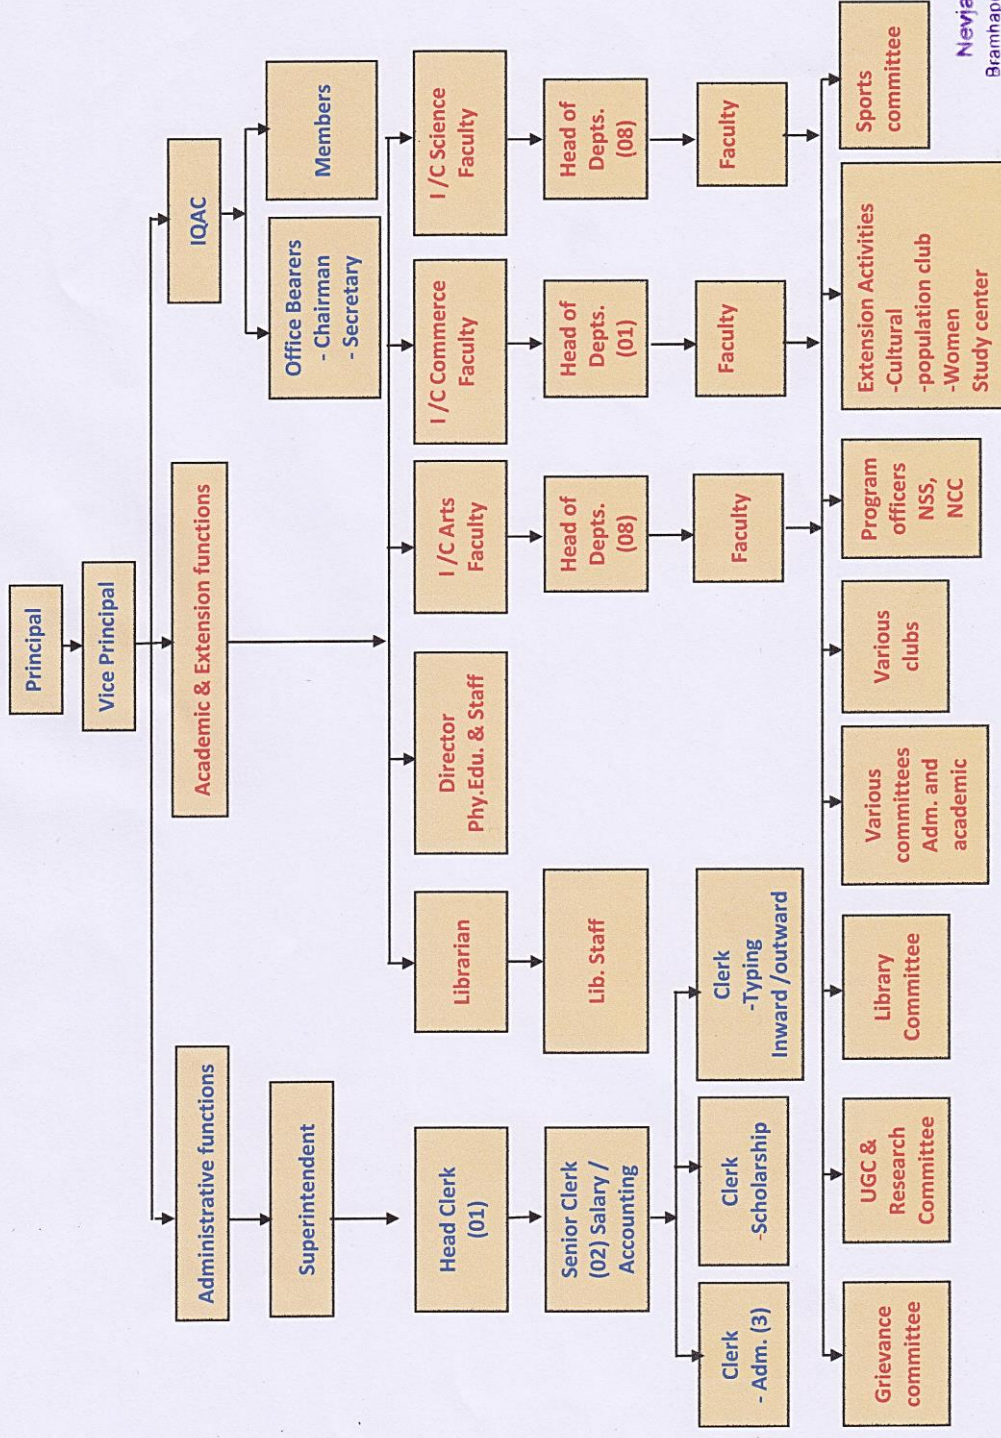 Principal
Vice Principal
Administrative functions
Academic & Extension functions
IQAC
Superintendent
Office Bearers
- Chairman
- Secretary
Members
Head Clerk
(01)
Librarian
Director
Phy.Edu. & Staff
I /C Arts
Faculty
I /C Commerce
Faculty
I /C Science
Faculty
Senior Clerk
(02) Salary /
Accounting
Lib. Staff
Head of
Depts.
(08)
Head of
Depts.
(01)
Head of
Depts.
(08)
Clerk
- Adm. (3)
Clerk
-Scholarship
Clerk
-Typing
Inward /outward
Faculty
Faculty
Faculty
Grievance
committee
UGC &
Research
Committee
Library
Committee
Various
committees
Adm. and
academic
Various
clubs
Program
officers
NSS,
NCC
Extension Activities
-Cultural
-population club
-Women
Study center
Sports
committee